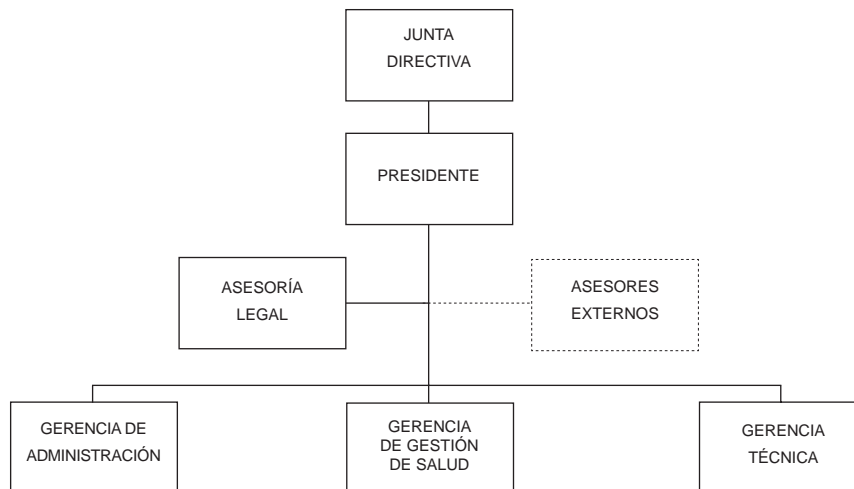 JUNTA
DIRECTIVA
PRESIDENTE
ASESORÍA
LEGAL
ASESORES
EXTERNOS
GERENCIA DE
ADMINISTRACIÓN
GERENCIA
DE GESTIÓN
DE SALUD
GERENCIA
TÉCNICA